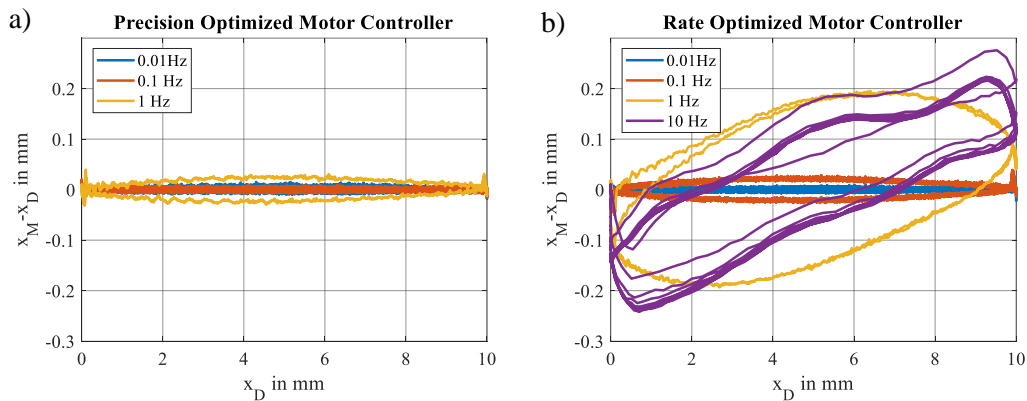 a)
Precision Optimized Motor Controller
0.01Hz
0.1 Hz
1 Hz
0.2
0.1
0
-0.1
-0.2
-0.3
x_M-x_D in mm
0 2 4 6 8 10
x_D in mm
b)
Rate Optimized Motor Controller
0.01Hz
0.1 Hz
1 Hz
10 Hz
0.2
0.1
0
-0.1
-0.2
-0.3
x_M-x_D in mm
0 2 4 6 8 10
x_D in mm